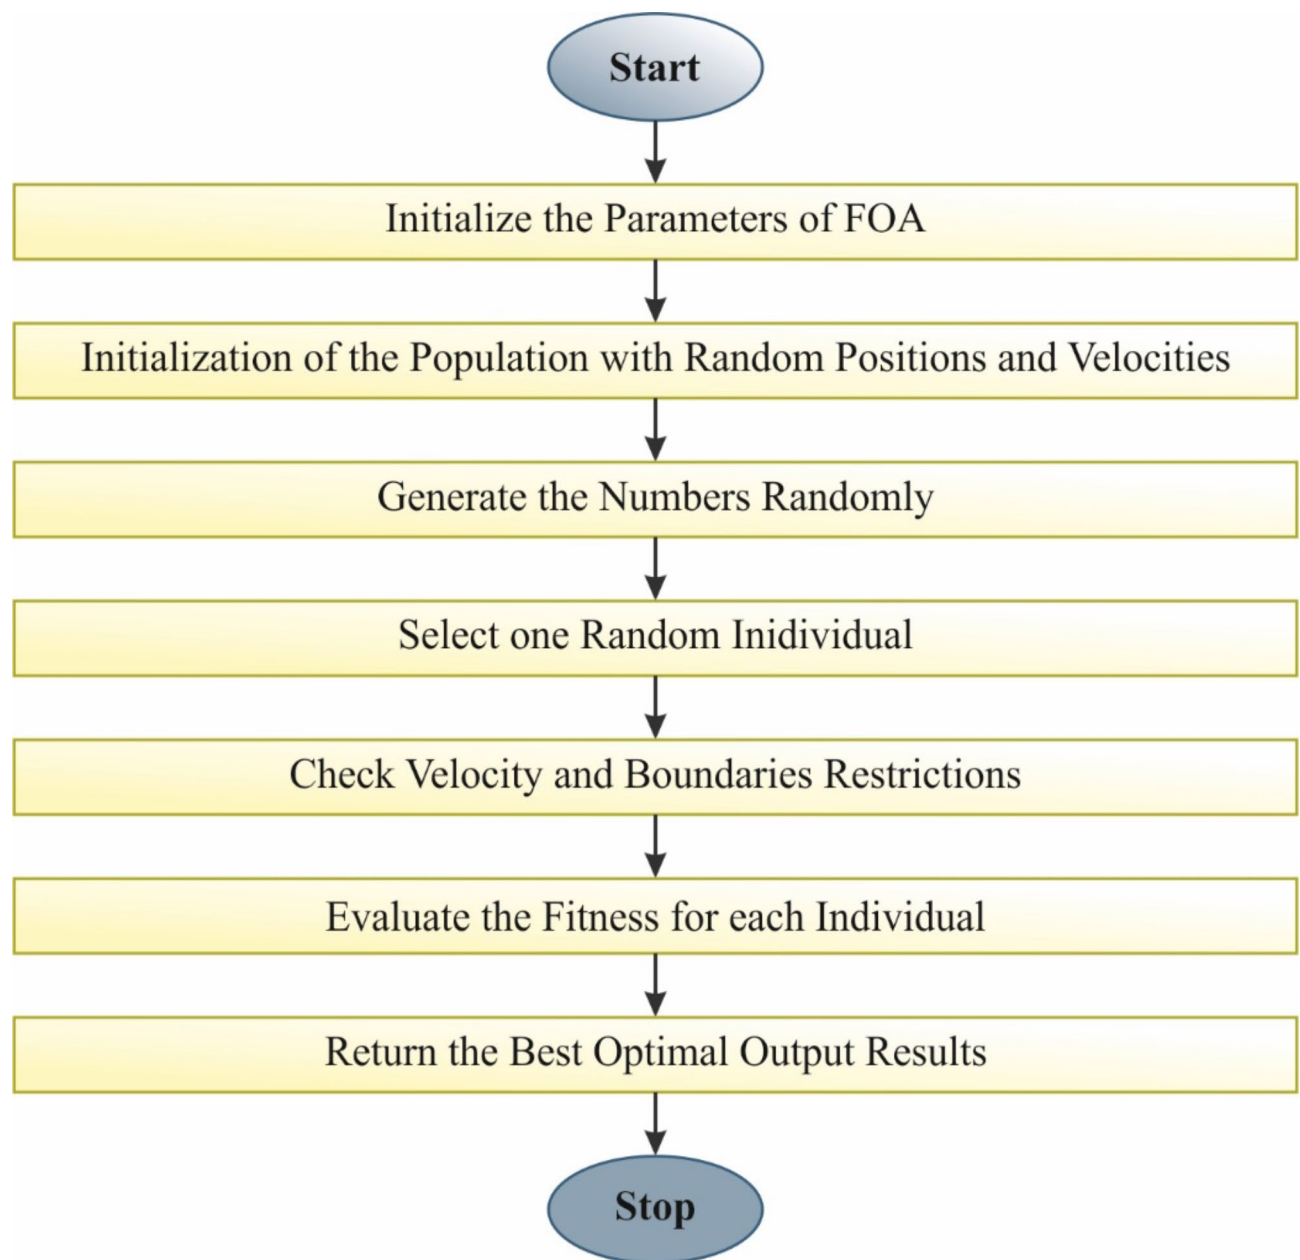 Start
Initialize the Parameters of FOA
Initialization of the Population with Random Positions and Velocities
Generate the Numbers Randomly
Select one Random Inidividual
Check Velocity and Boundaries Restrictions
Evaluate the Fitness for each Individual
Return the Best Optimal Output Results
Stop